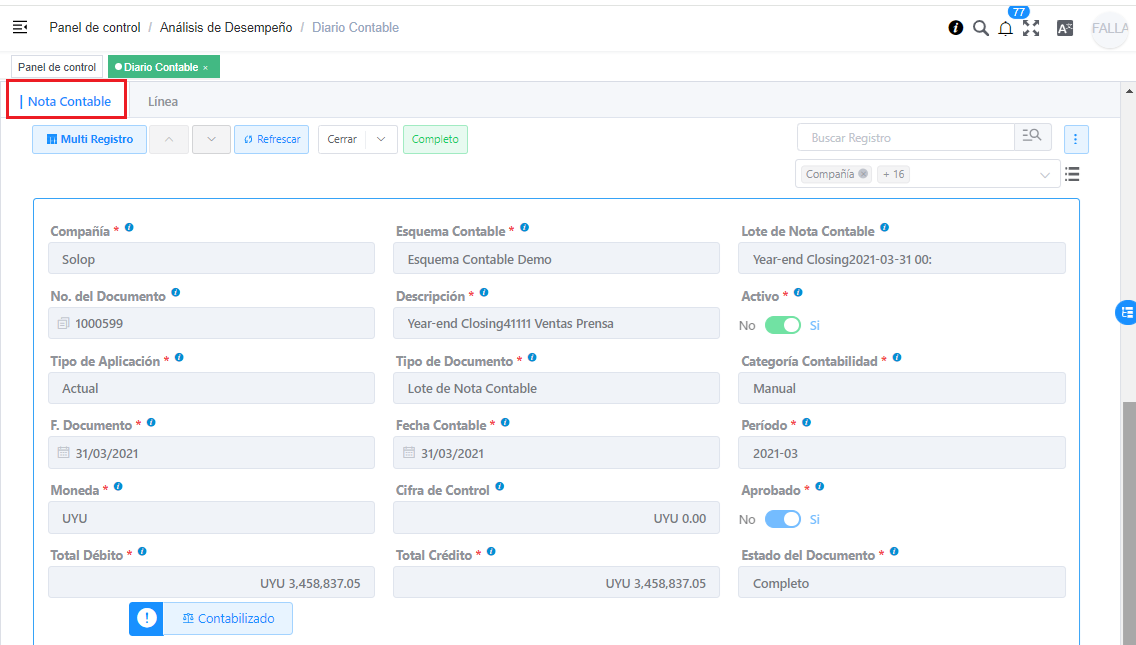 Panel de control / Análisis de Desempeño / Diario Contable
77
FALLA
Panel de control
Diario Contable ×
Nota Contable
Línea
Multi Registro
Refrescar
Cerrar
Completo
Buscar Registro
Compañía
+ 16
Compañía *
Esquema Contable *
Lote de Nota Contable
Solop
Esquema Contable Demo
Year-end Closing2021-03-31 00:
No. del Documento
Descripción *
Activo *
1000599
Year-end Closing41111 Ventas Prensa
No
Si
Tipo de Aplicación *
Tipo de Documento *
Categoría Contabilidad *
Actual
Lote de Nota Contable
Manual
F. Documento *
Fecha Contable *
Período *
31/03/2021
31/03/2021
2021-03
Moneda *
Cifra de Control
Aprobado *
UYU
UYU 0.00
No
Si
Total Débito *
Total Crédito *
Estado del Documento *
UYU 3,458,837.05
UYU 3,458,837.05
Completo
Contabilizado